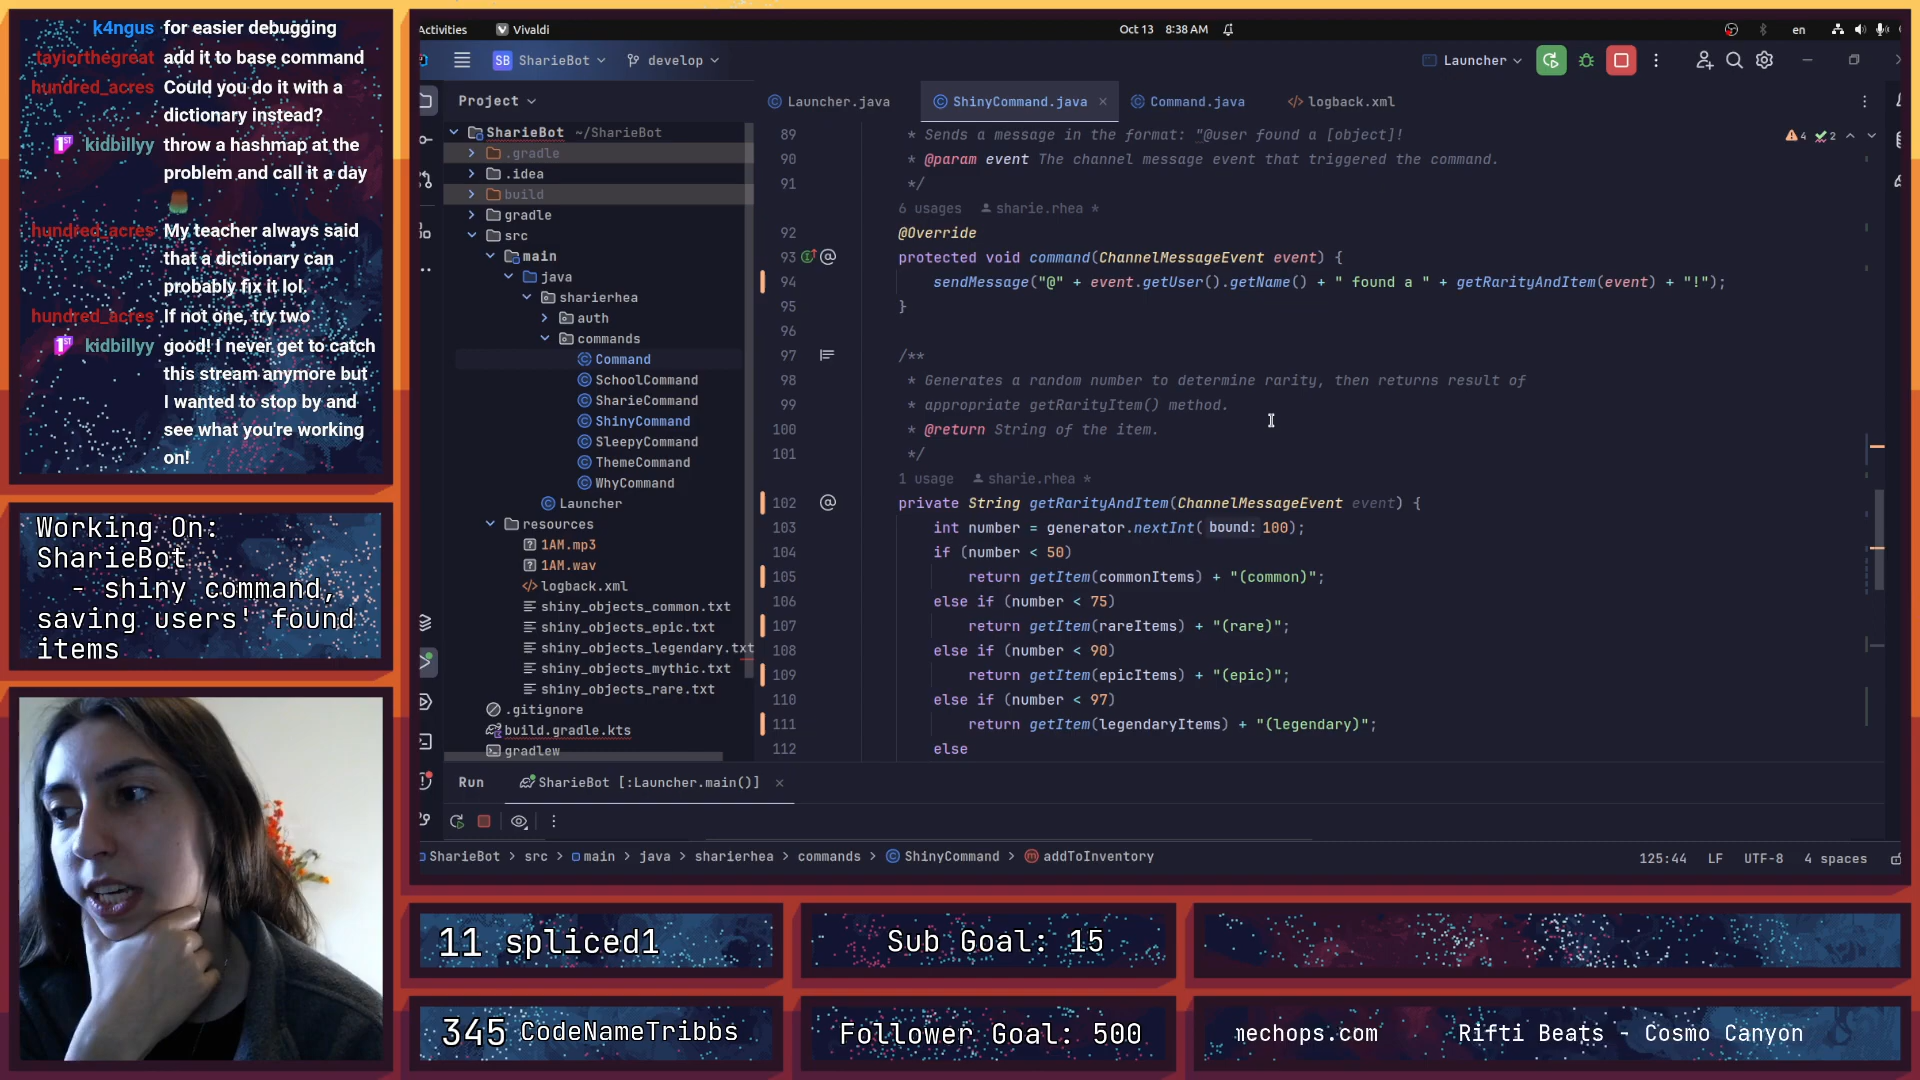 k4ngus for easier debugging
taylorthegreat add it to base command
hundred_acres Could you do it with a
dictionary instead?
kidbillyy throw a hashmap at the
problem and call it a day
hundred_acres My teacher always said
that a dictionary can
probably fix it lol.
hundred_acres If not one, try two
kidbillyy good! I never get to catch
this stream anymore but
I wanted to stop by and
see what you're working
on!
Working On:
SharieBot
- shiny command,
saving users' found
items
Activities
Vivaldi
Oct 13 8:38 AM
en
SB SharieBot
develop
Launcher
Project
Launcher.java
ShinyCommand.java
Command.java
logback.xml
SharieBot ~/SharieBot
.gradle
.idea
build
gradle
src
main
java
sharierhea
auth
commands
Command
SchoolCommand
SharieCommand
ShinyCommand
SleepyCommand
ThemeCommand
WhyCommand
Launcher
resources
1AM.mp3
1AM.wav
logback.xml
shiny_objects_common.txt
shiny_objects_epic.txt
shiny_objects_legendary.txt
shiny_objects_mythic.txt
shiny_objects_rare.txt
.gitignore
build.gradle.kts
gradlew
4 2
89 * Sends a message in the format: "@user found a [object]!
90 * @param event The channel message event that triggered the command.
91 */
6 usages sharie.rhea *
92 @Override
93 protected void command(ChannelMessageEvent event) {
94 sendMessage("@" + event.getUser().getName() + " found a " + getRarityAndItem(event) + "!");
95 }
96
97 /**
98 * Generates a random number to determine rarity, then returns result of
99 * appropriate getRarityItem() method.
100 * @return String of the item.
101 */
1 usage sharie.rhea *
102 private String getRarityAndItem(ChannelMessageEvent event) {
103 int number = generator.nextInt( bound: 100);
104 if (number < 50)
105 return getItem(commonItems) + "(common)";
106 else if (number < 75)
107 return getItem(rareItems) + "(rare)";
108 else if (number < 90)
109 return getItem(epicItems) + "(epic)";
110 else if (number < 97)
111 return getItem(legendaryItems) + "(legendary)";
112 else
Run
SharieBot [:Launcher.main()]
SharieBot > src > main > java > sharierhea > commands > ShinyCommand > addToInventory
125:44 LF UTF-8 4 spaces
11 spliced1
Sub Goal: 15
345 CodeNameTribbs
Follower Goal: 500
mechops.com
Rifti Beats - Cosmo Canyon